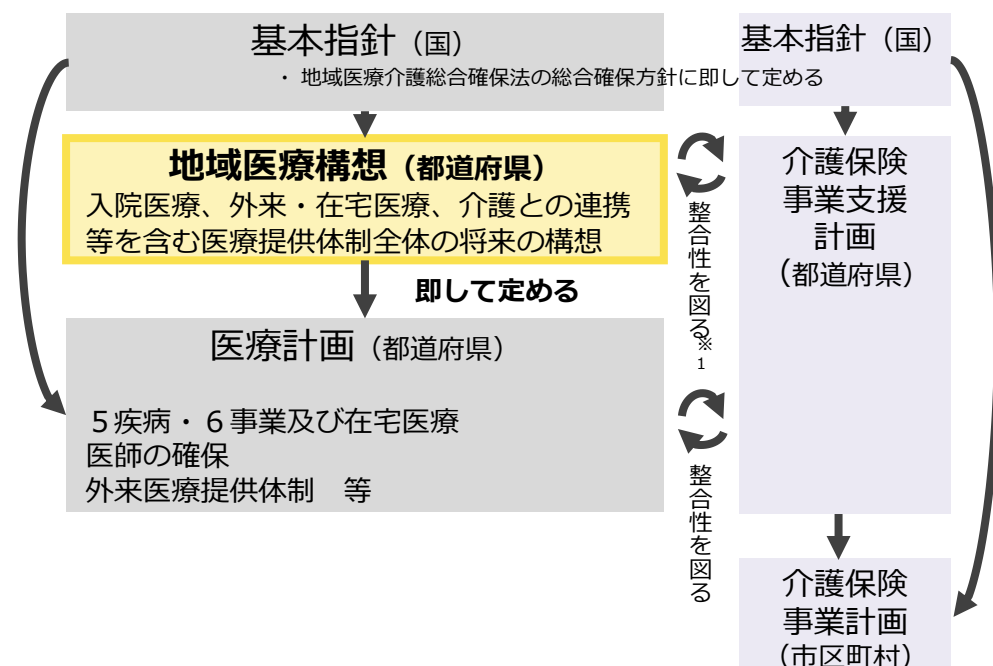 基本指針（国）
・ 地域医療介護総合確保法の総合確保方針に即して定める
地域医療構想（都道府県）
入院医療、外来・在宅医療、介護との連携
等を含む医療提供体制全体の将来の構想
即して定める
医療計画（都道府県）
５疾病・６事業及び在宅医療
医師の確保
外来医療提供体制　等
整合性を図る※1
整合性を図る
基本指針（国）
介護保険
事業支援
計画
（都道府県）
介護保険
事業計画
（市区町村）